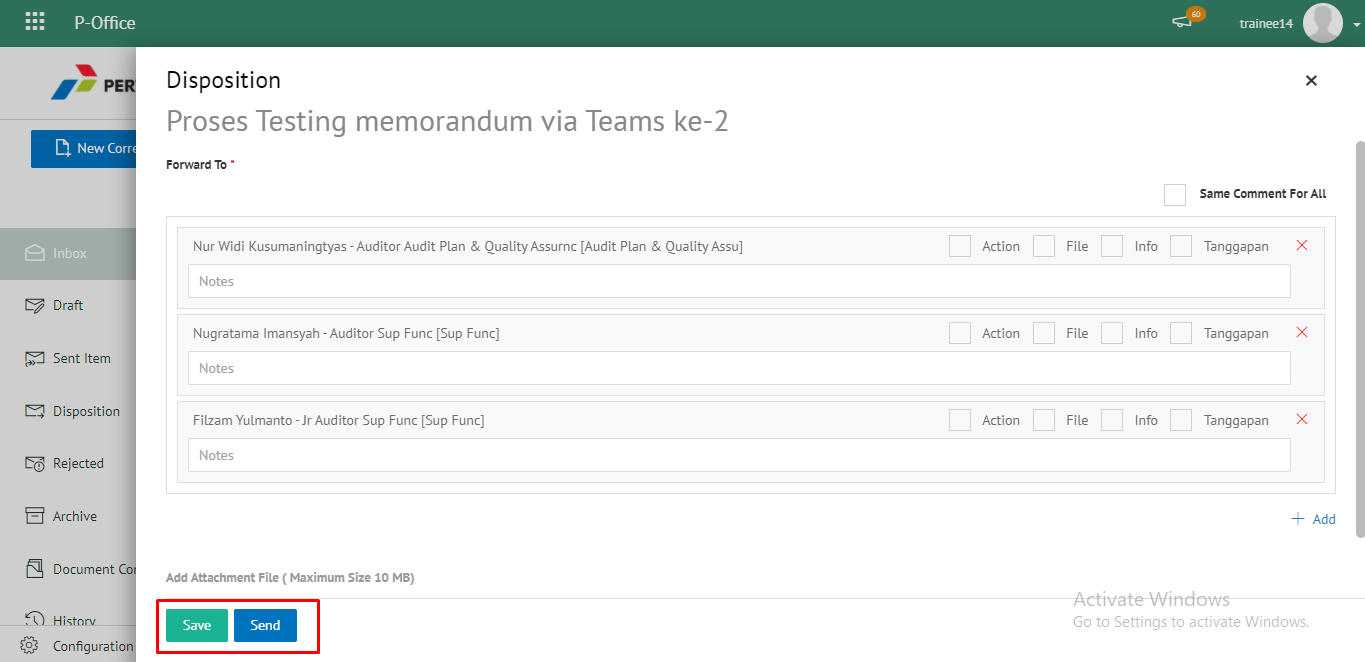 P-Office
60
trainee14
PER
New Corre
Inbox
Draft
Sent Item
Disposition
Rejected
Archive
Document Cor
History
Configuration
Disposition
Proses Testing memorandum via Teams ke-2
Forward To *
Same Comment For All
Nur Widi Kusumaningtyas - Auditor Audit Plan & Quality Assurnc [Audit Plan & Quality Assu] Action File Info Tanggapan
Notes
Nugratama Imansyah - Auditor Sup Func [Sup Func] Action File Info Tanggapan
Notes
Filzam Yulmanto - Jr Auditor Sup Func [Sup Func] Action File Info Tanggapan
Notes
+ Add
Add Attachment File ( Maximum Size 10 MB)
Save Send
Activate Windows
Go to Settings to activate Windows.